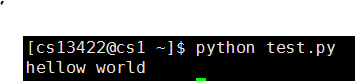 [cs13422@cs1 ~]$ python test.py
hellow world